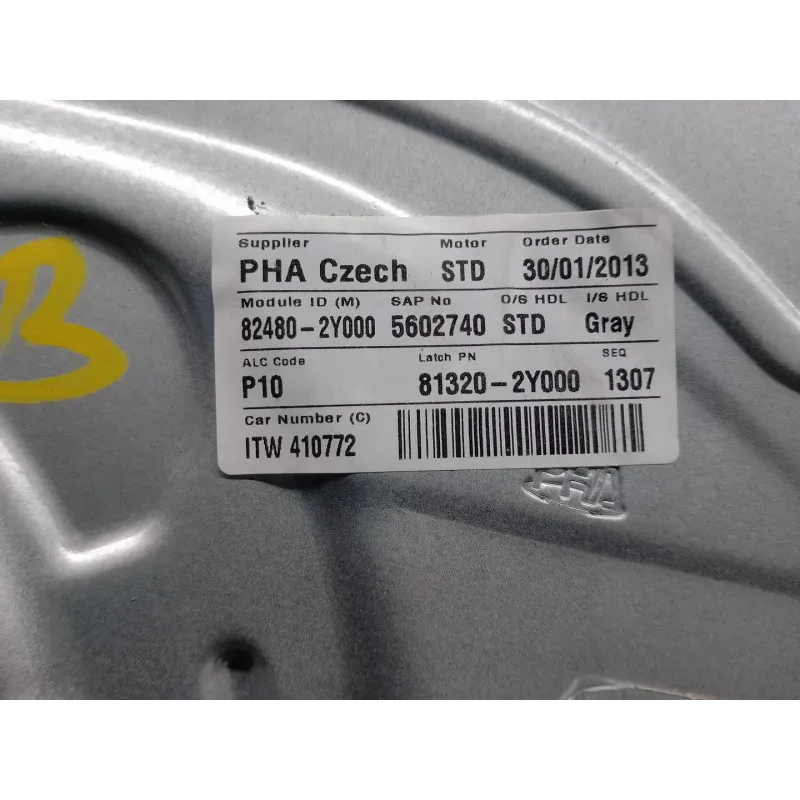 Supplier Motor Order Date
PHA Czech STD 30/01/2013
Module ID (M) SAP No O/S HDL I/S HDL
82480-2Y000 5602740 STD Gray
ALC Code Latch PN SEQ
P10 81320-2Y000 1307
Car Number (C)
ITW 410772
PHA
B